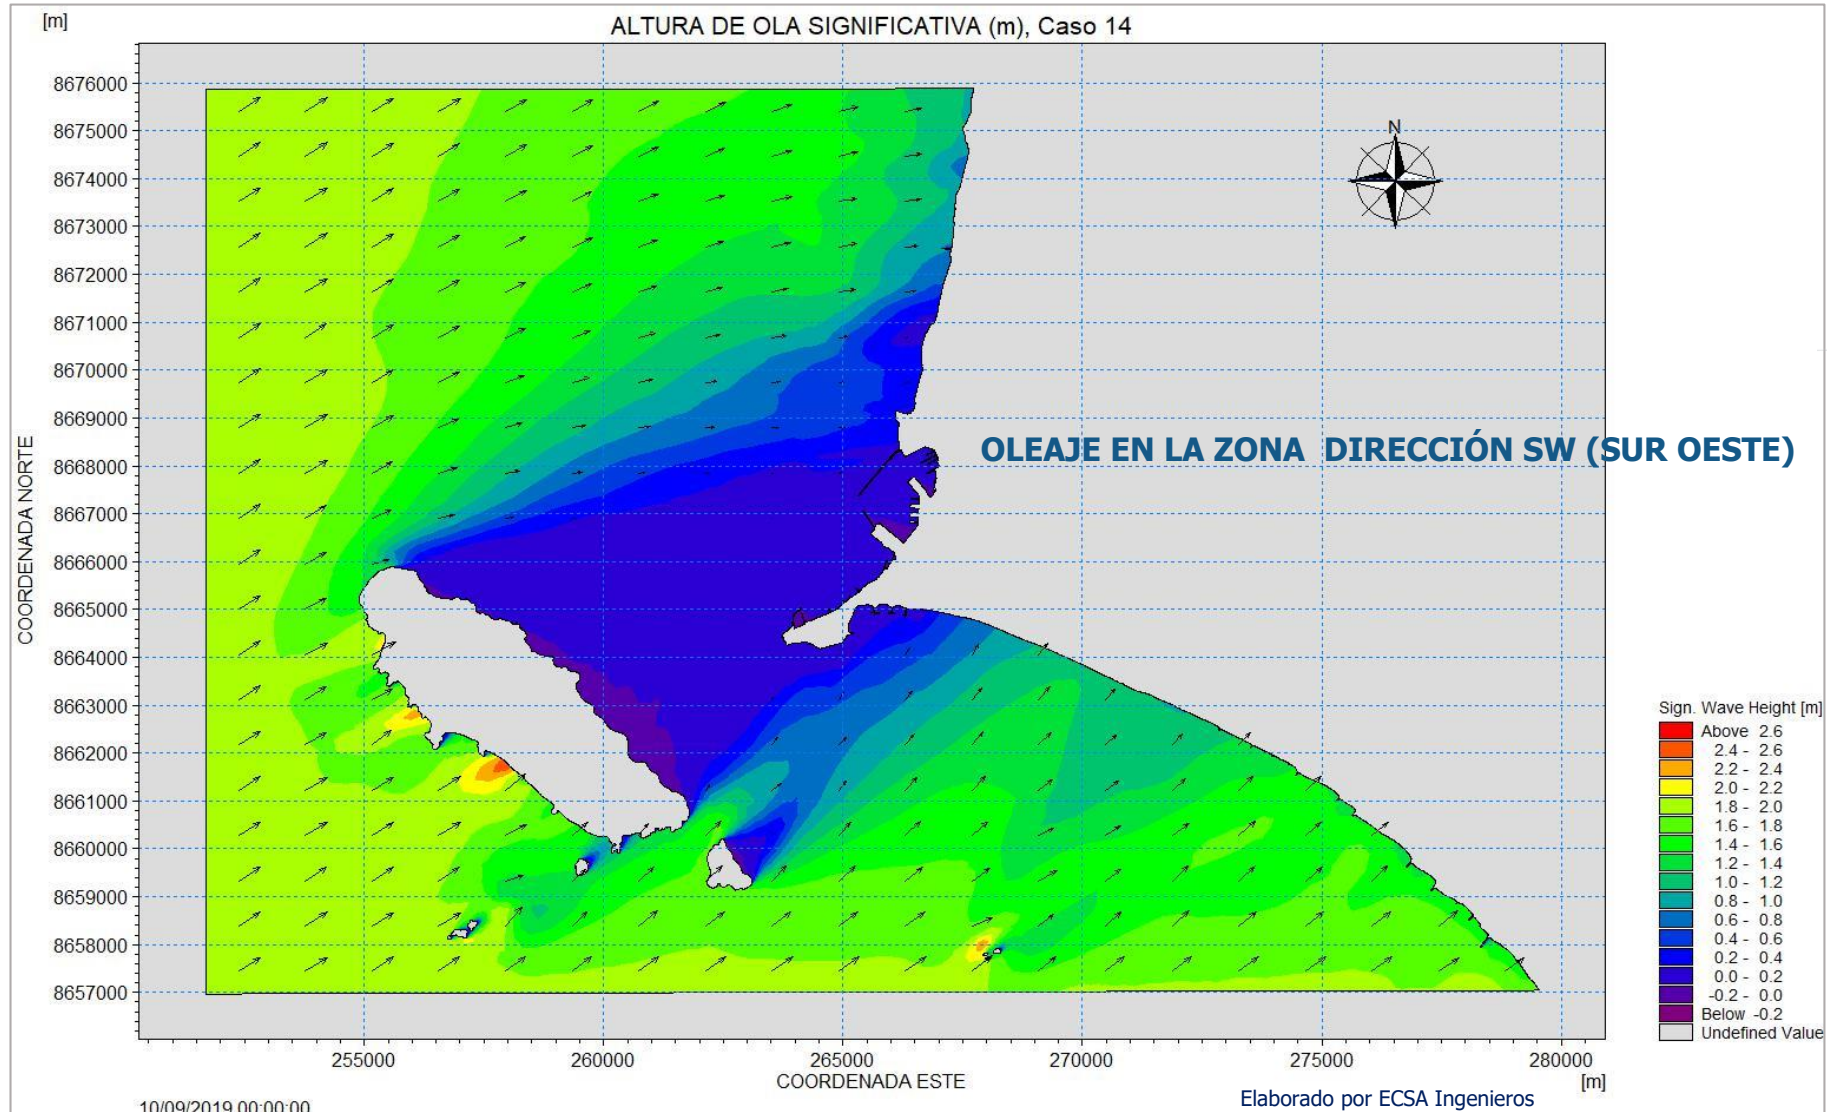 [m]
ALTURA DE OLA SIGNIFICATIVA (m), Caso 14
8676000
8675000
8674000
8673000
8672000
8671000
8670000
8669000
8668000
8667000
8666000
8665000
8664000
8663000
8662000
8661000
8660000
8659000
8658000
8657000
COORDENADA NORTE
N
OLEAJE EN LA ZONA DIRECCIÓN SW (SUR OESTE)
Sign. Wave Height [m]
Above 2.6
2.4 - 2.6
2.2 - 2.4
2.0 - 2.2
1.8 - 2.0
1.6 - 1.8
1.4 - 1.6
1.2 - 1.4
1.0 - 1.2
0.8 - 1.0
0.6 - 0.8
0.4 - 0.6
0.2 - 0.4
0.0 - 0.2
-0.2 - 0.0
Below -0.2
Undefined Value
255000 260000 265000 270000 275000 280000
COORDENADA ESTE
[m]
10/09/2019 00:00:00
Elaborado por ECSA Ingenieros